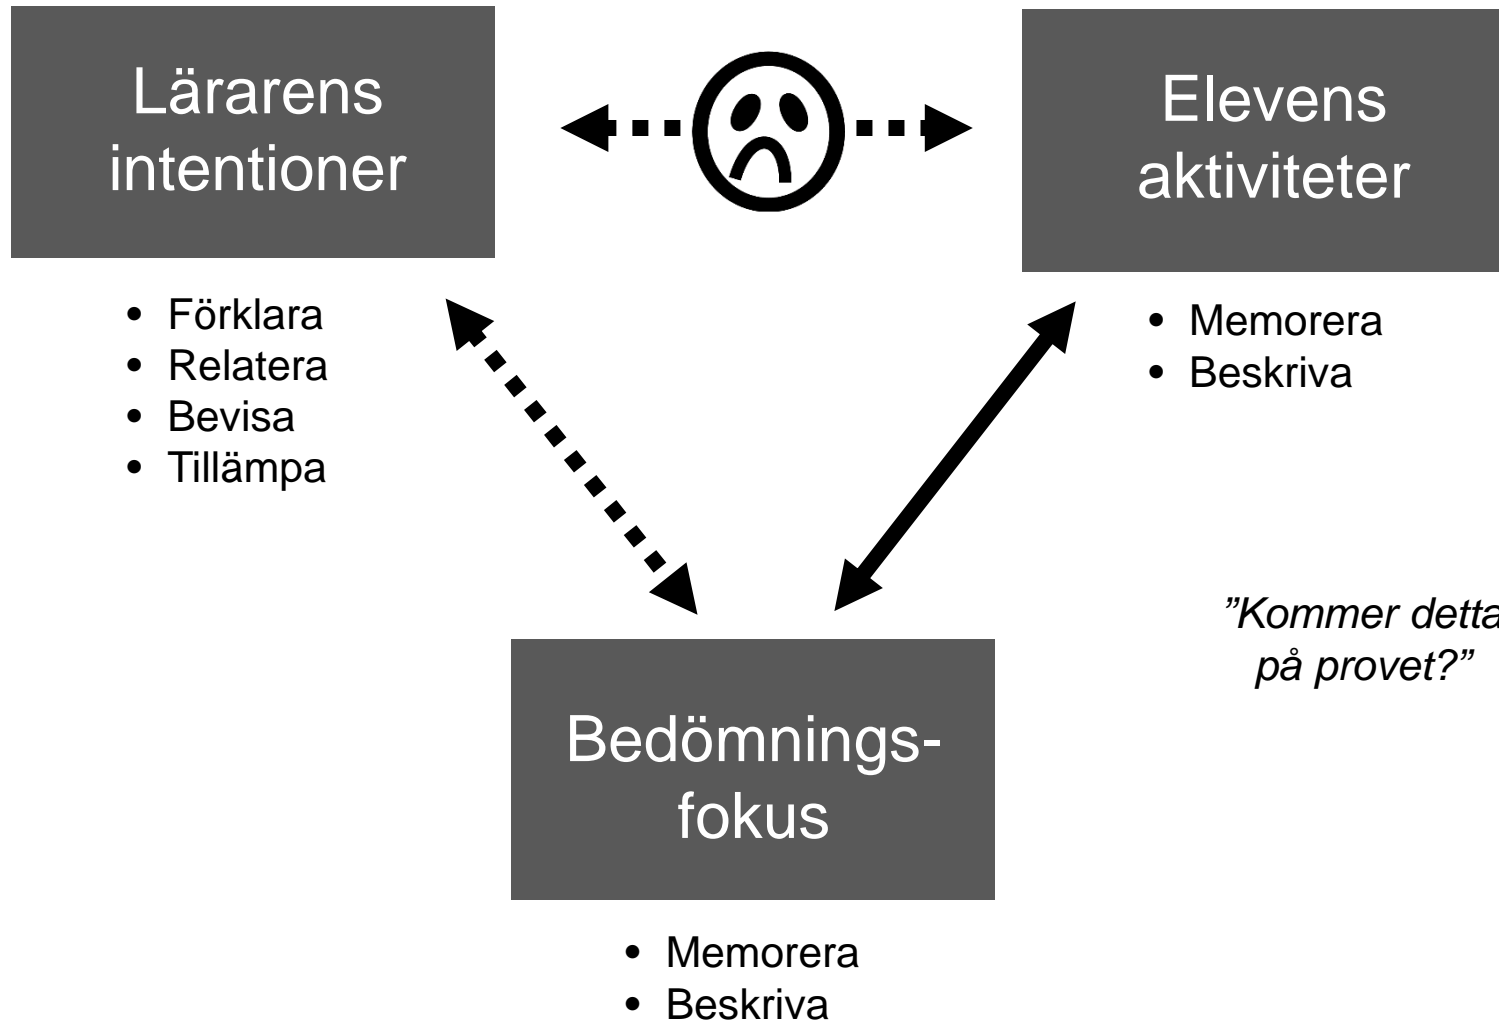 Lärarens
intentioner
Elevens
aktiviteter
• Förklara
• Relatera
• Bevisa
• Tillämpa
• Memorera
• Beskriva
”Kommer detta
på provet?”
Bedömnings-
fokus
• Memorera
• Beskriva